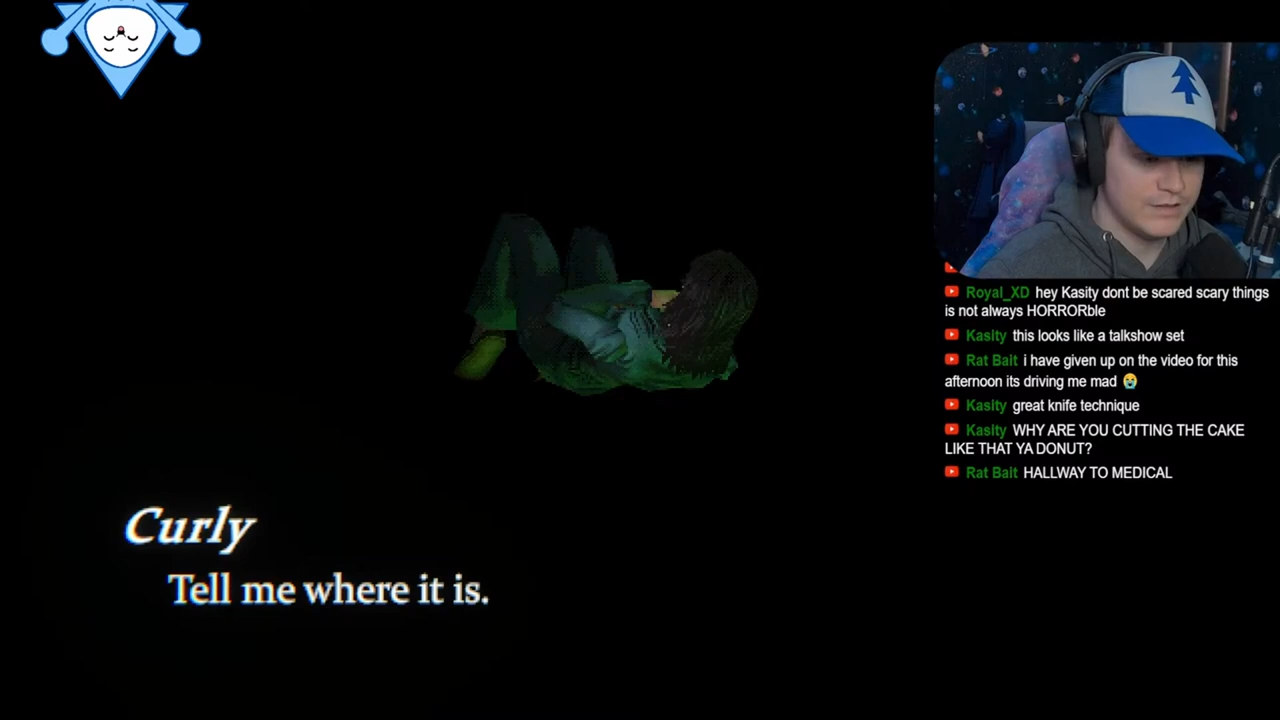 Royal_XD hey Kasity dont be scared scary things
is not always HORRORble
Kasity this looks like a talkshow set
Rat Bait i have given up on the video for this
afternoon its driving me mad 😭
Kasity great knife technique
Kasity WHY ARE YOU CUTTING THE CAKE
LIKE THAT YA DONUT?
Rat Bait HALLWAY TO MEDICAL
Curly
Tell me where it is.